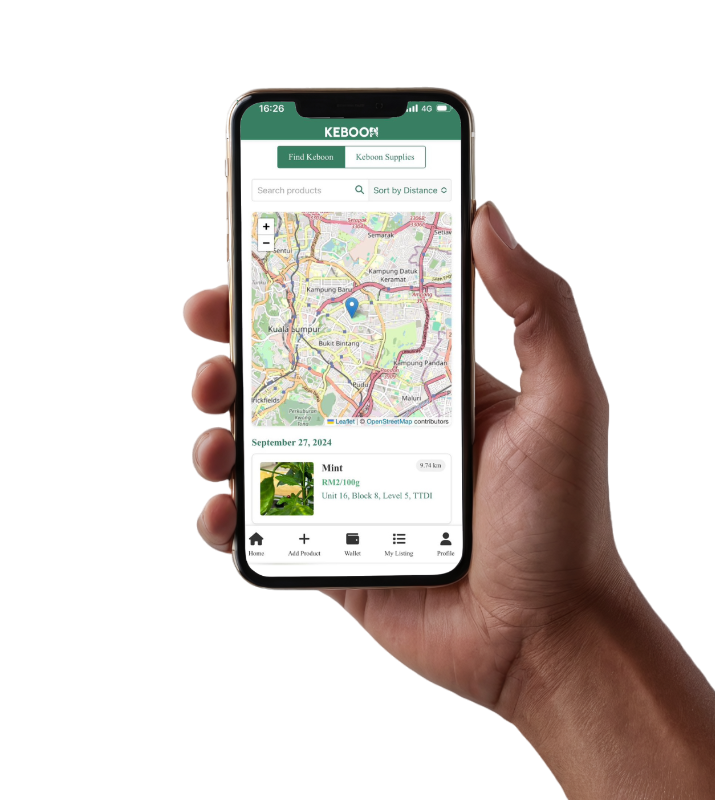 16:26 4G
KEBOON
Find Keboon Keboon Supplies
Search products Sort by Distance
+
−
Semarak
Setia
Sentul
Kampung Datuk
Keramat
Kampung Baru
Kuala Lumpur
Bukit Bintang
Kampung Pandan
Pudu
Maluri
rickfields
Leaflet | © OpenStreetMap contributors
September 27, 2024
Mint 9.74 km
RM2/100g
Unit 16, Block 8, Level 5, TTDI
Home Add Product Wallet My Listing Profile